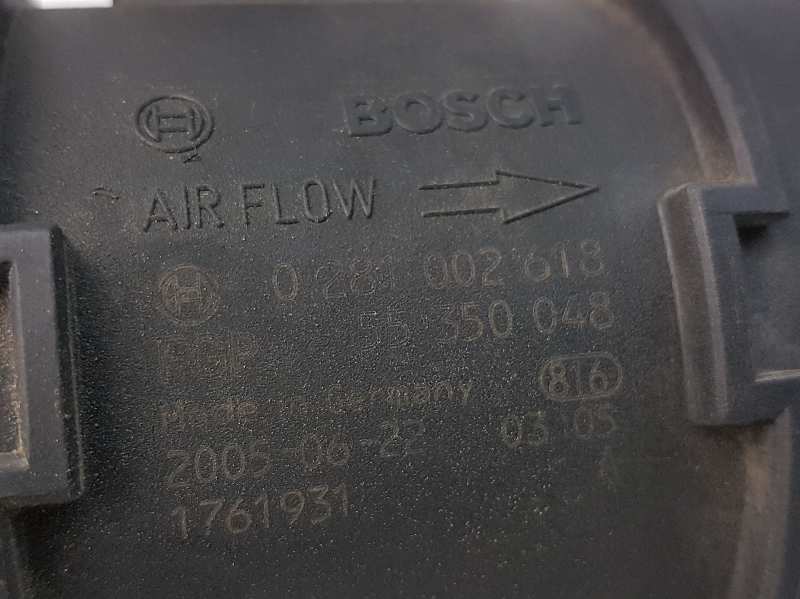 BOSCH
AIR FLOW
0 281 002 618
PBP 55 350 048
Made in Germany 816
2005-06-22 03 05
A
1761931